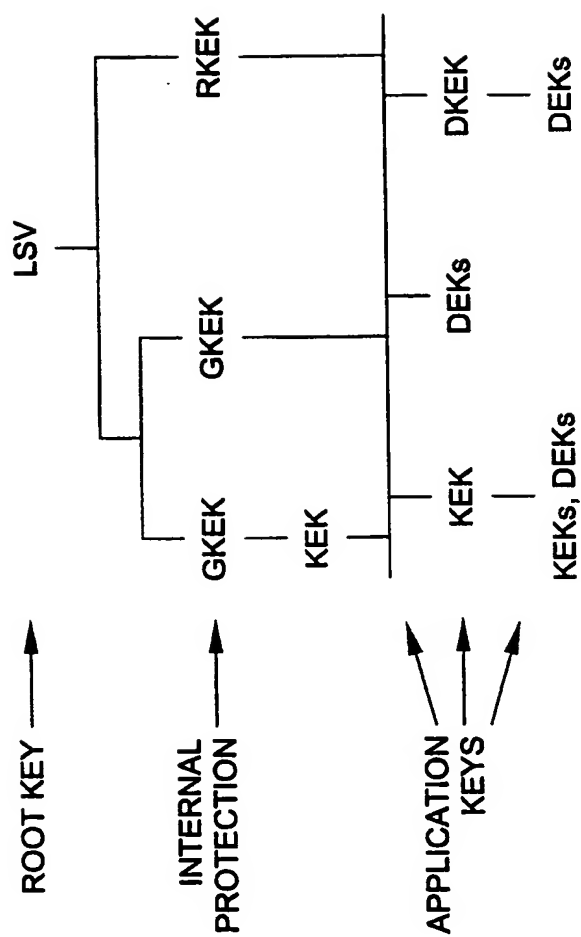 ROOT KEY
LSV
INTERNAL
PROTECTION
GKEK
GKEK
RKEK
KEK
APPLICATION
KEYS
KEK
DEKs
DKEK
KEKs, DEKs
DEKs